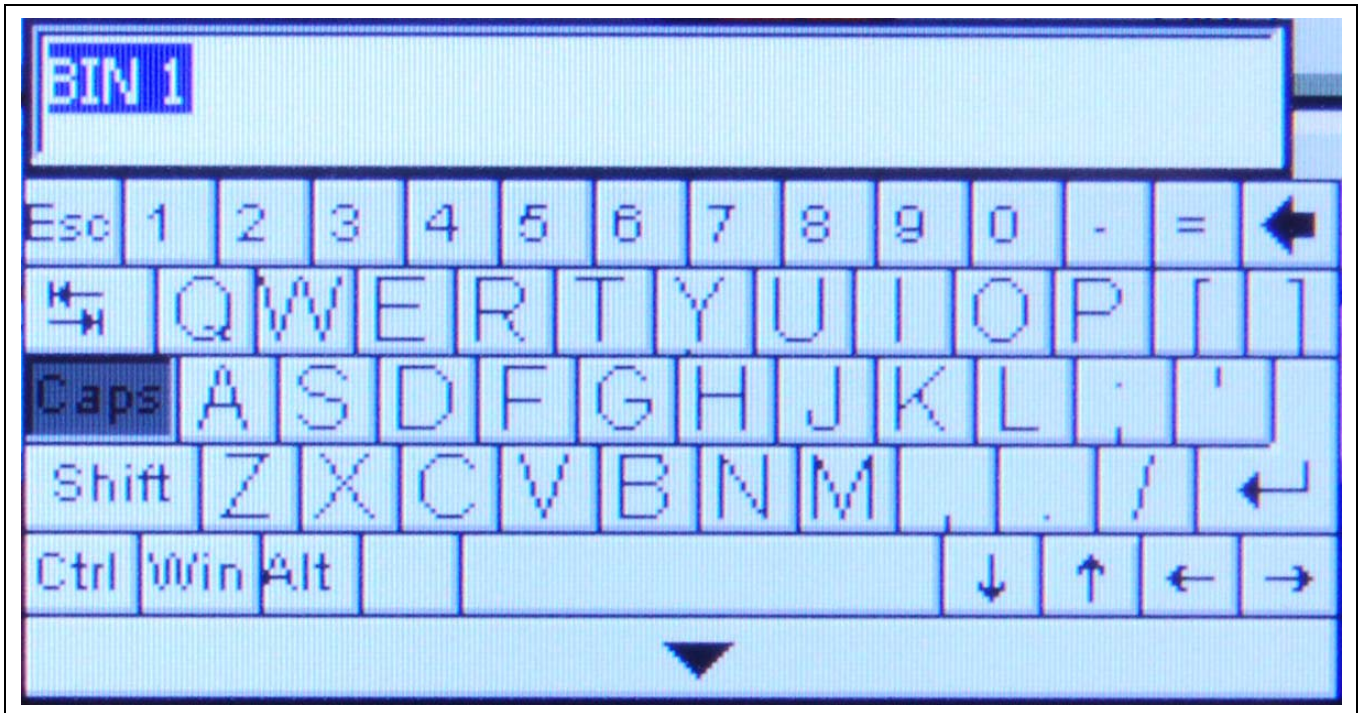 BIN 1
Esc 1 2 3 4 5 6 7 8 9 0 - =
Q W E R T Y U I O P [ ]
Caps A S D F G H J K L ; '
Shift Z X C V B N M , . /
Ctrl Win Alt